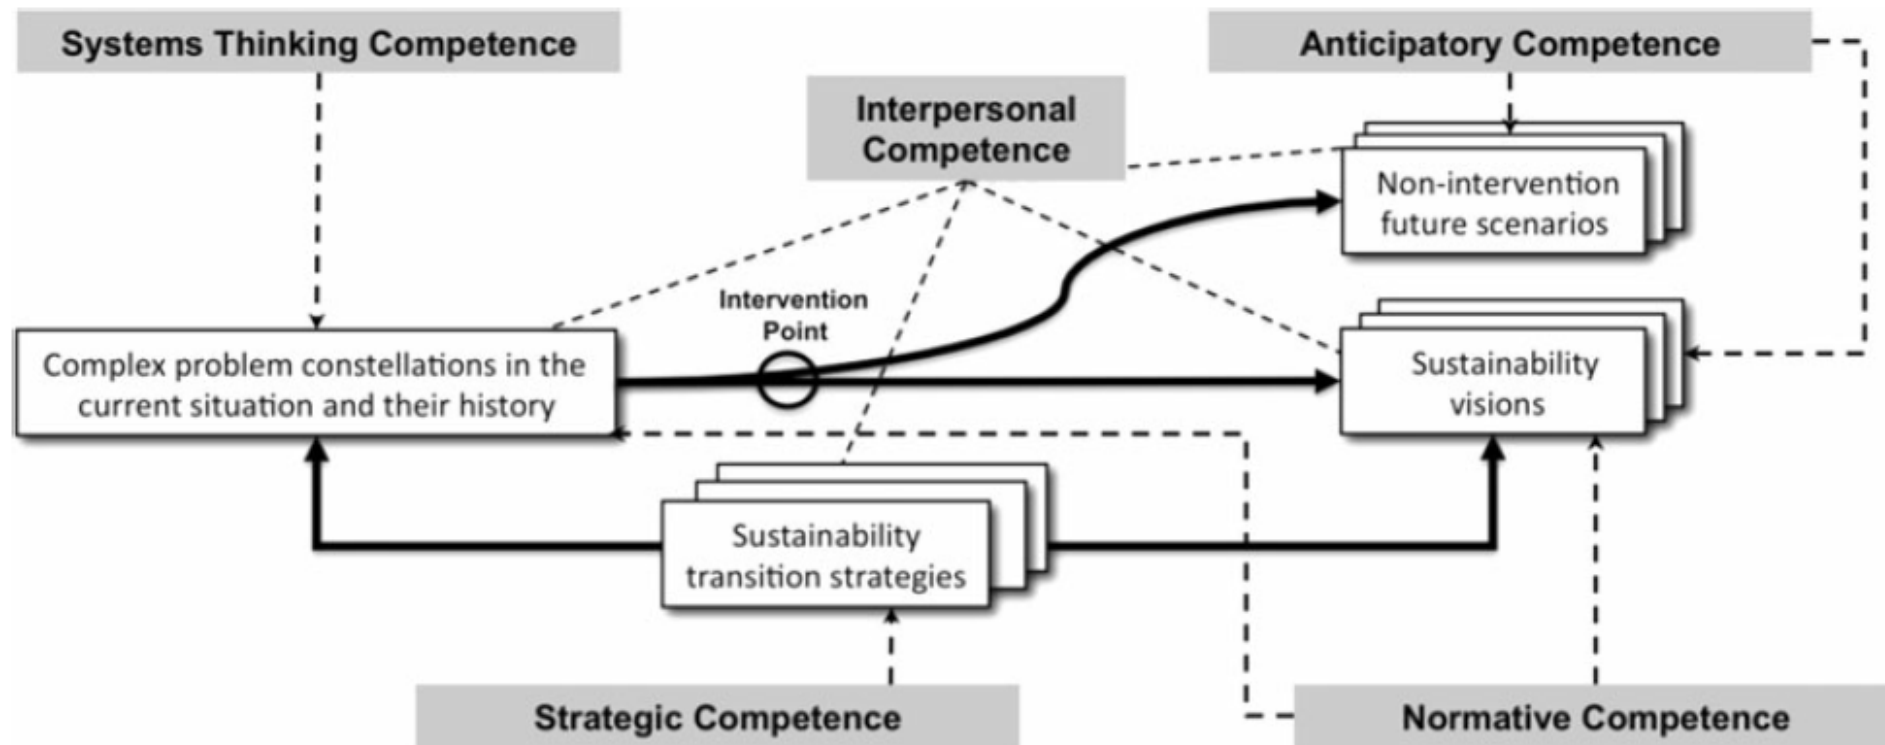 Systems Thinking Competence
Anticipatory Competence
Interpersonal
Competence
Non-intervention
future scenarios
Intervention
Point
Complex problem constellations in the
current situation and their history
Sustainability
visions
Sustainability
transition strategies
Strategic Competence
Normative Competence